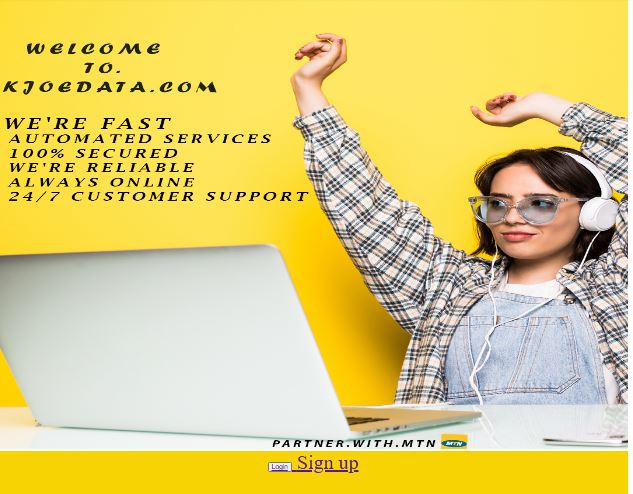 WELCOME
TO.
KJOEDATA.COM
WE'RE FAST
AUTOMATED SERVICES
100% SECURED
WE'RE RELIABLE
ALWAYS ONLINE
24/7 CUSTOMER SUPPORT
PARTNER.WITH.MTN MTN
Login Sign up